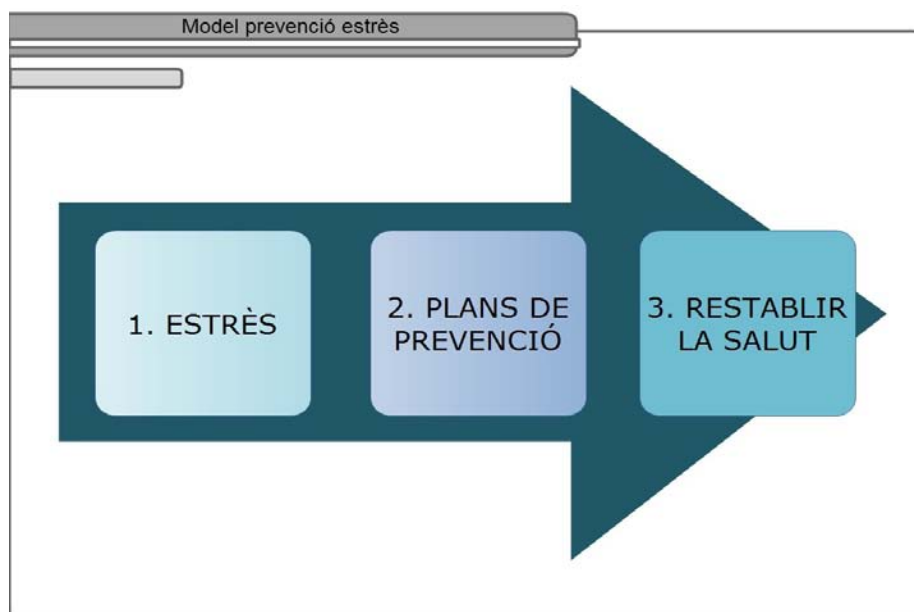 Model prevenció estrès
1. ESTRÈS
2. PLANS DE
PREVENCIÓ
3. RESTABLIR
LA SALUT